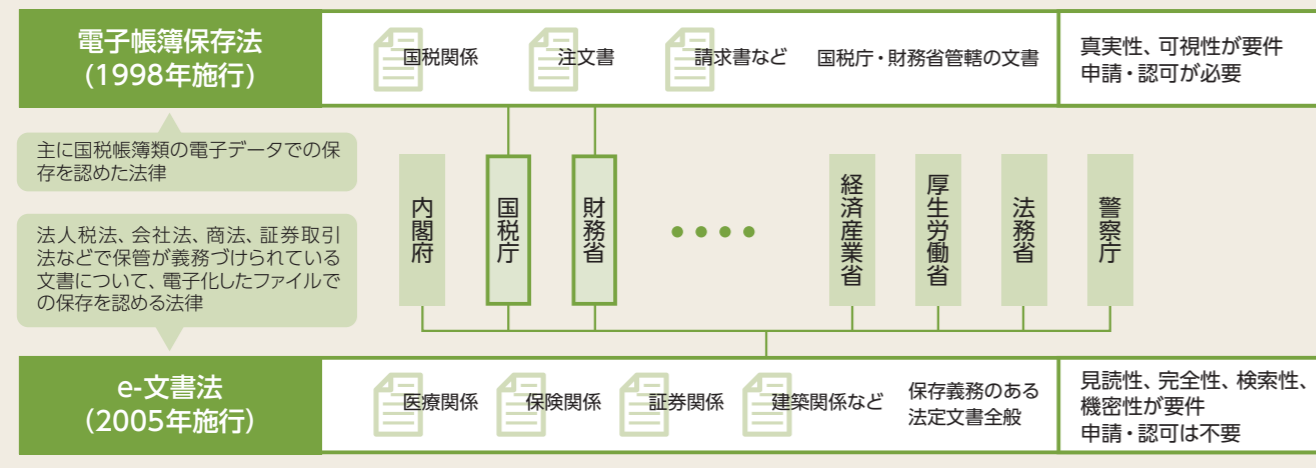 電子帳簿保存法
(1998年施行)
国税関係
注文書
請求書など
国税庁・財務省管轄の文書
真実性、可視性が要件
申請・認可が必要
主に国税帳簿類の電子データでの保
存を認めた法律
法人税法、会社法、商法、証券取引
法などで保管が義務づけられている
文書について、電子化したファイルで
の保存を認める法律
内閣府
国税庁
財務省
経済産業省
厚生労働省
法務省
警察庁
e-文書法
(2005年施行)
医療関係
保険関係
証券関係
建築関係など
保存義務のある
法定文書全般
見読性、完全性、検索性、
機密性が要件
申請・認可は不要